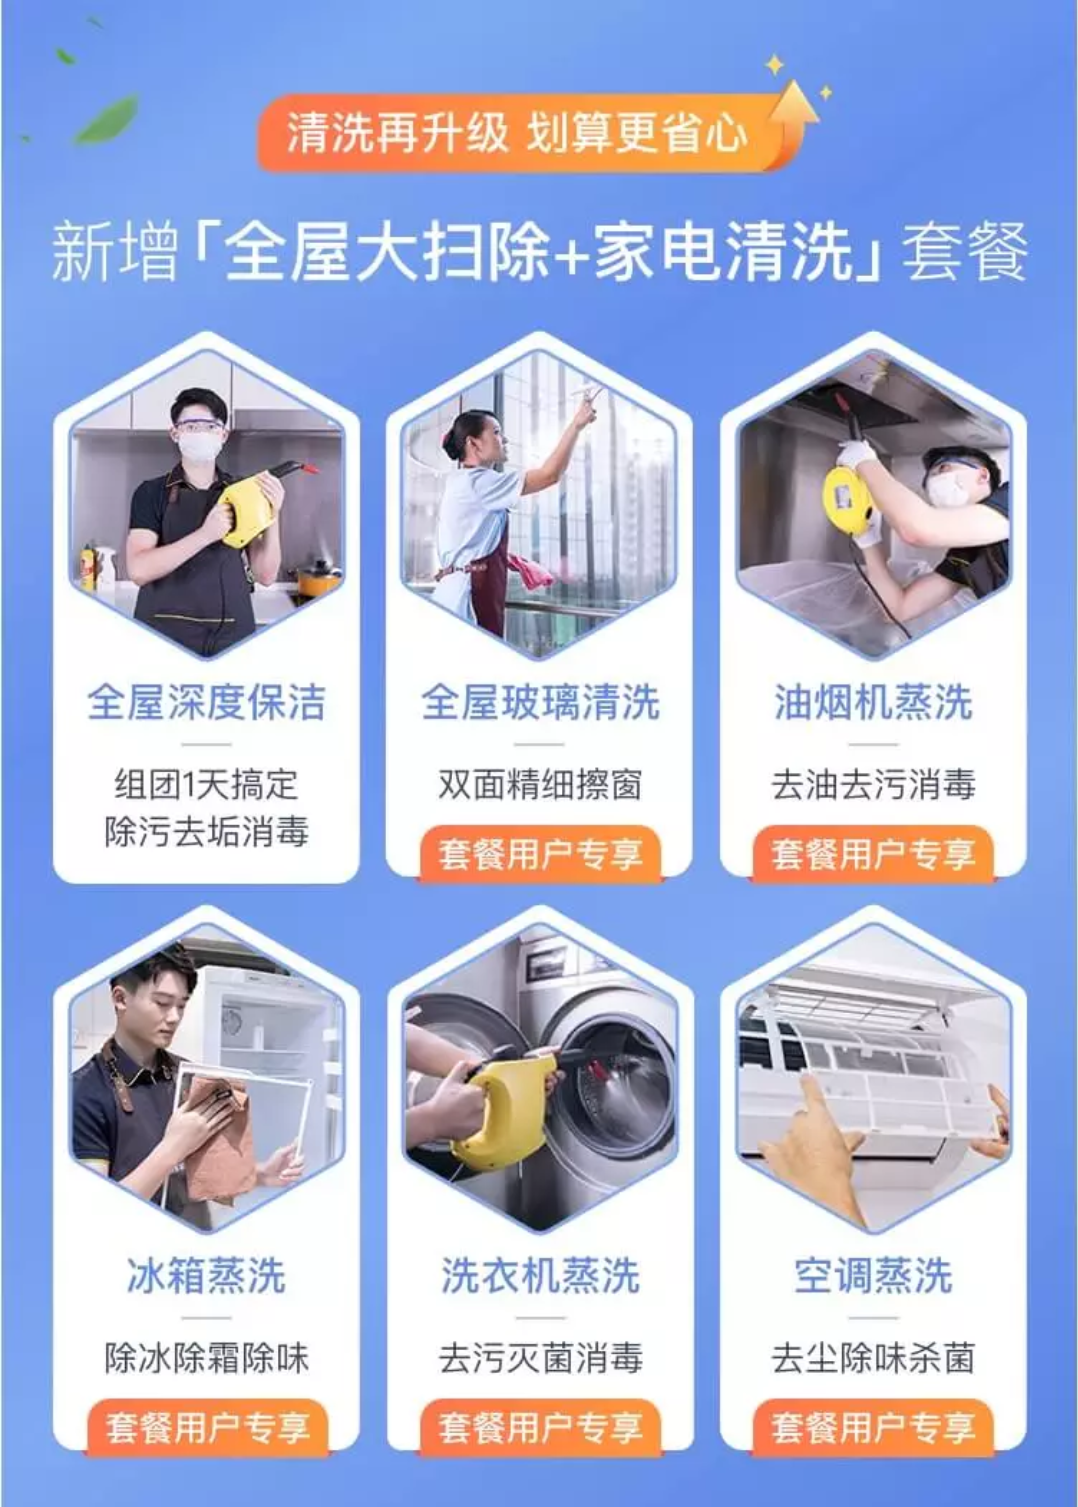 清洗再升级 划算更省心
新增「全屋大扫除+家电清洗」套餐
全屋深度保洁
组团1天搞定
除污去垢消毒
全屋玻璃清洗
双面精细擦窗
套餐用户专享
油烟机蒸洗
去油去污消毒
套餐用户专享
冰箱蒸洗
除冰除霜除味
套餐用户专享
洗衣机蒸洗
去污灭菌消毒
套餐用户专享
空调蒸洗
去尘除味杀菌
套餐用户专享